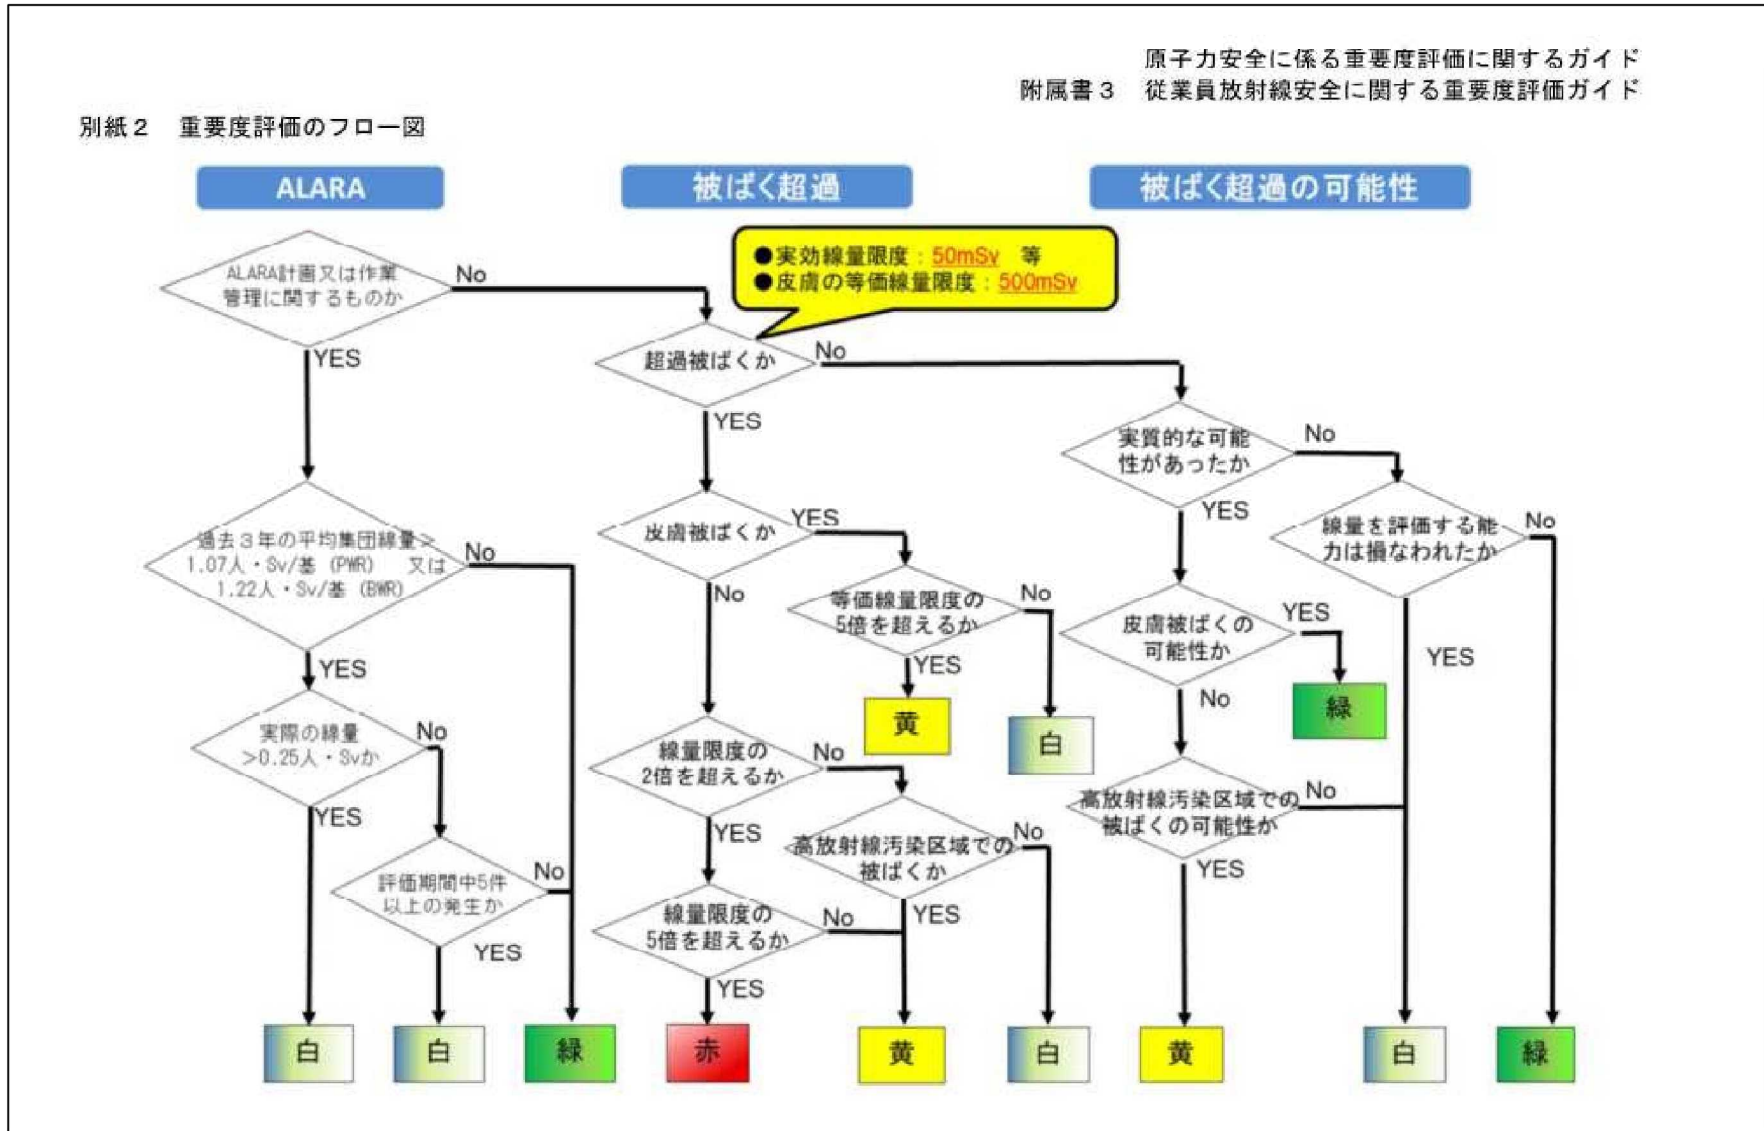 原子力安全に係る重要度評価に関するガイド
附属書３　従業員放射線安全に関する重要度評価ガイド
別紙２　重要度評価のフロー図
ALARA
被ばく超過
被ばく超過の可能性
●実効線量限度：50mSv　等
●皮膚の等価線量限度：500mSv
ALARA計画又は作業
管理に関するものか
No
YES
超過被ばくか
No
YES
実質的な可能
性があったか
No
YES
過去３年の平均集団線量≥
1.07人・Sv/基（PWR）　又は
1.22人・Sv/基（BWR）
No
YES
皮膚被ばくか
YES
No
線量を評価する能
力は損なわれたか
No
YES
等価線量限度の
5倍を超えるか
No
YES
皮膚被ばくの
可能性か
YES
No
緑
黄
白
実際の線量
>0.25人・Svか
No
YES
線量限度の
2倍を超えるか
No
YES
高放射線汚染区域での
被ばくの可能性か
No
YES
高放射線汚染区域での
被ばくか
No
YES
評価期間中5件
以上の発生か
No
YES
線量限度の
5倍を超えるか
No
YES
白
白
緑
赤
黄
白
黄
白
緑